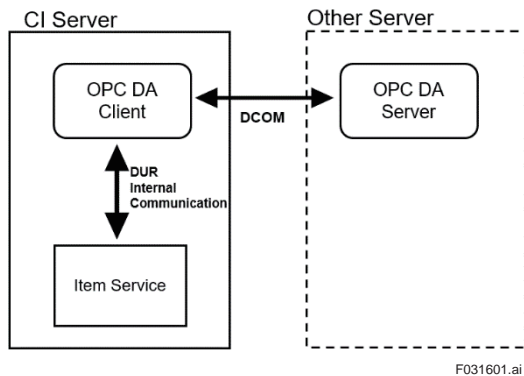 CI Server
Other Server
OPC DA
Client
OPC DA
Server
DCOM
DUR
Internal
Communication
Item Service
F031601.ai